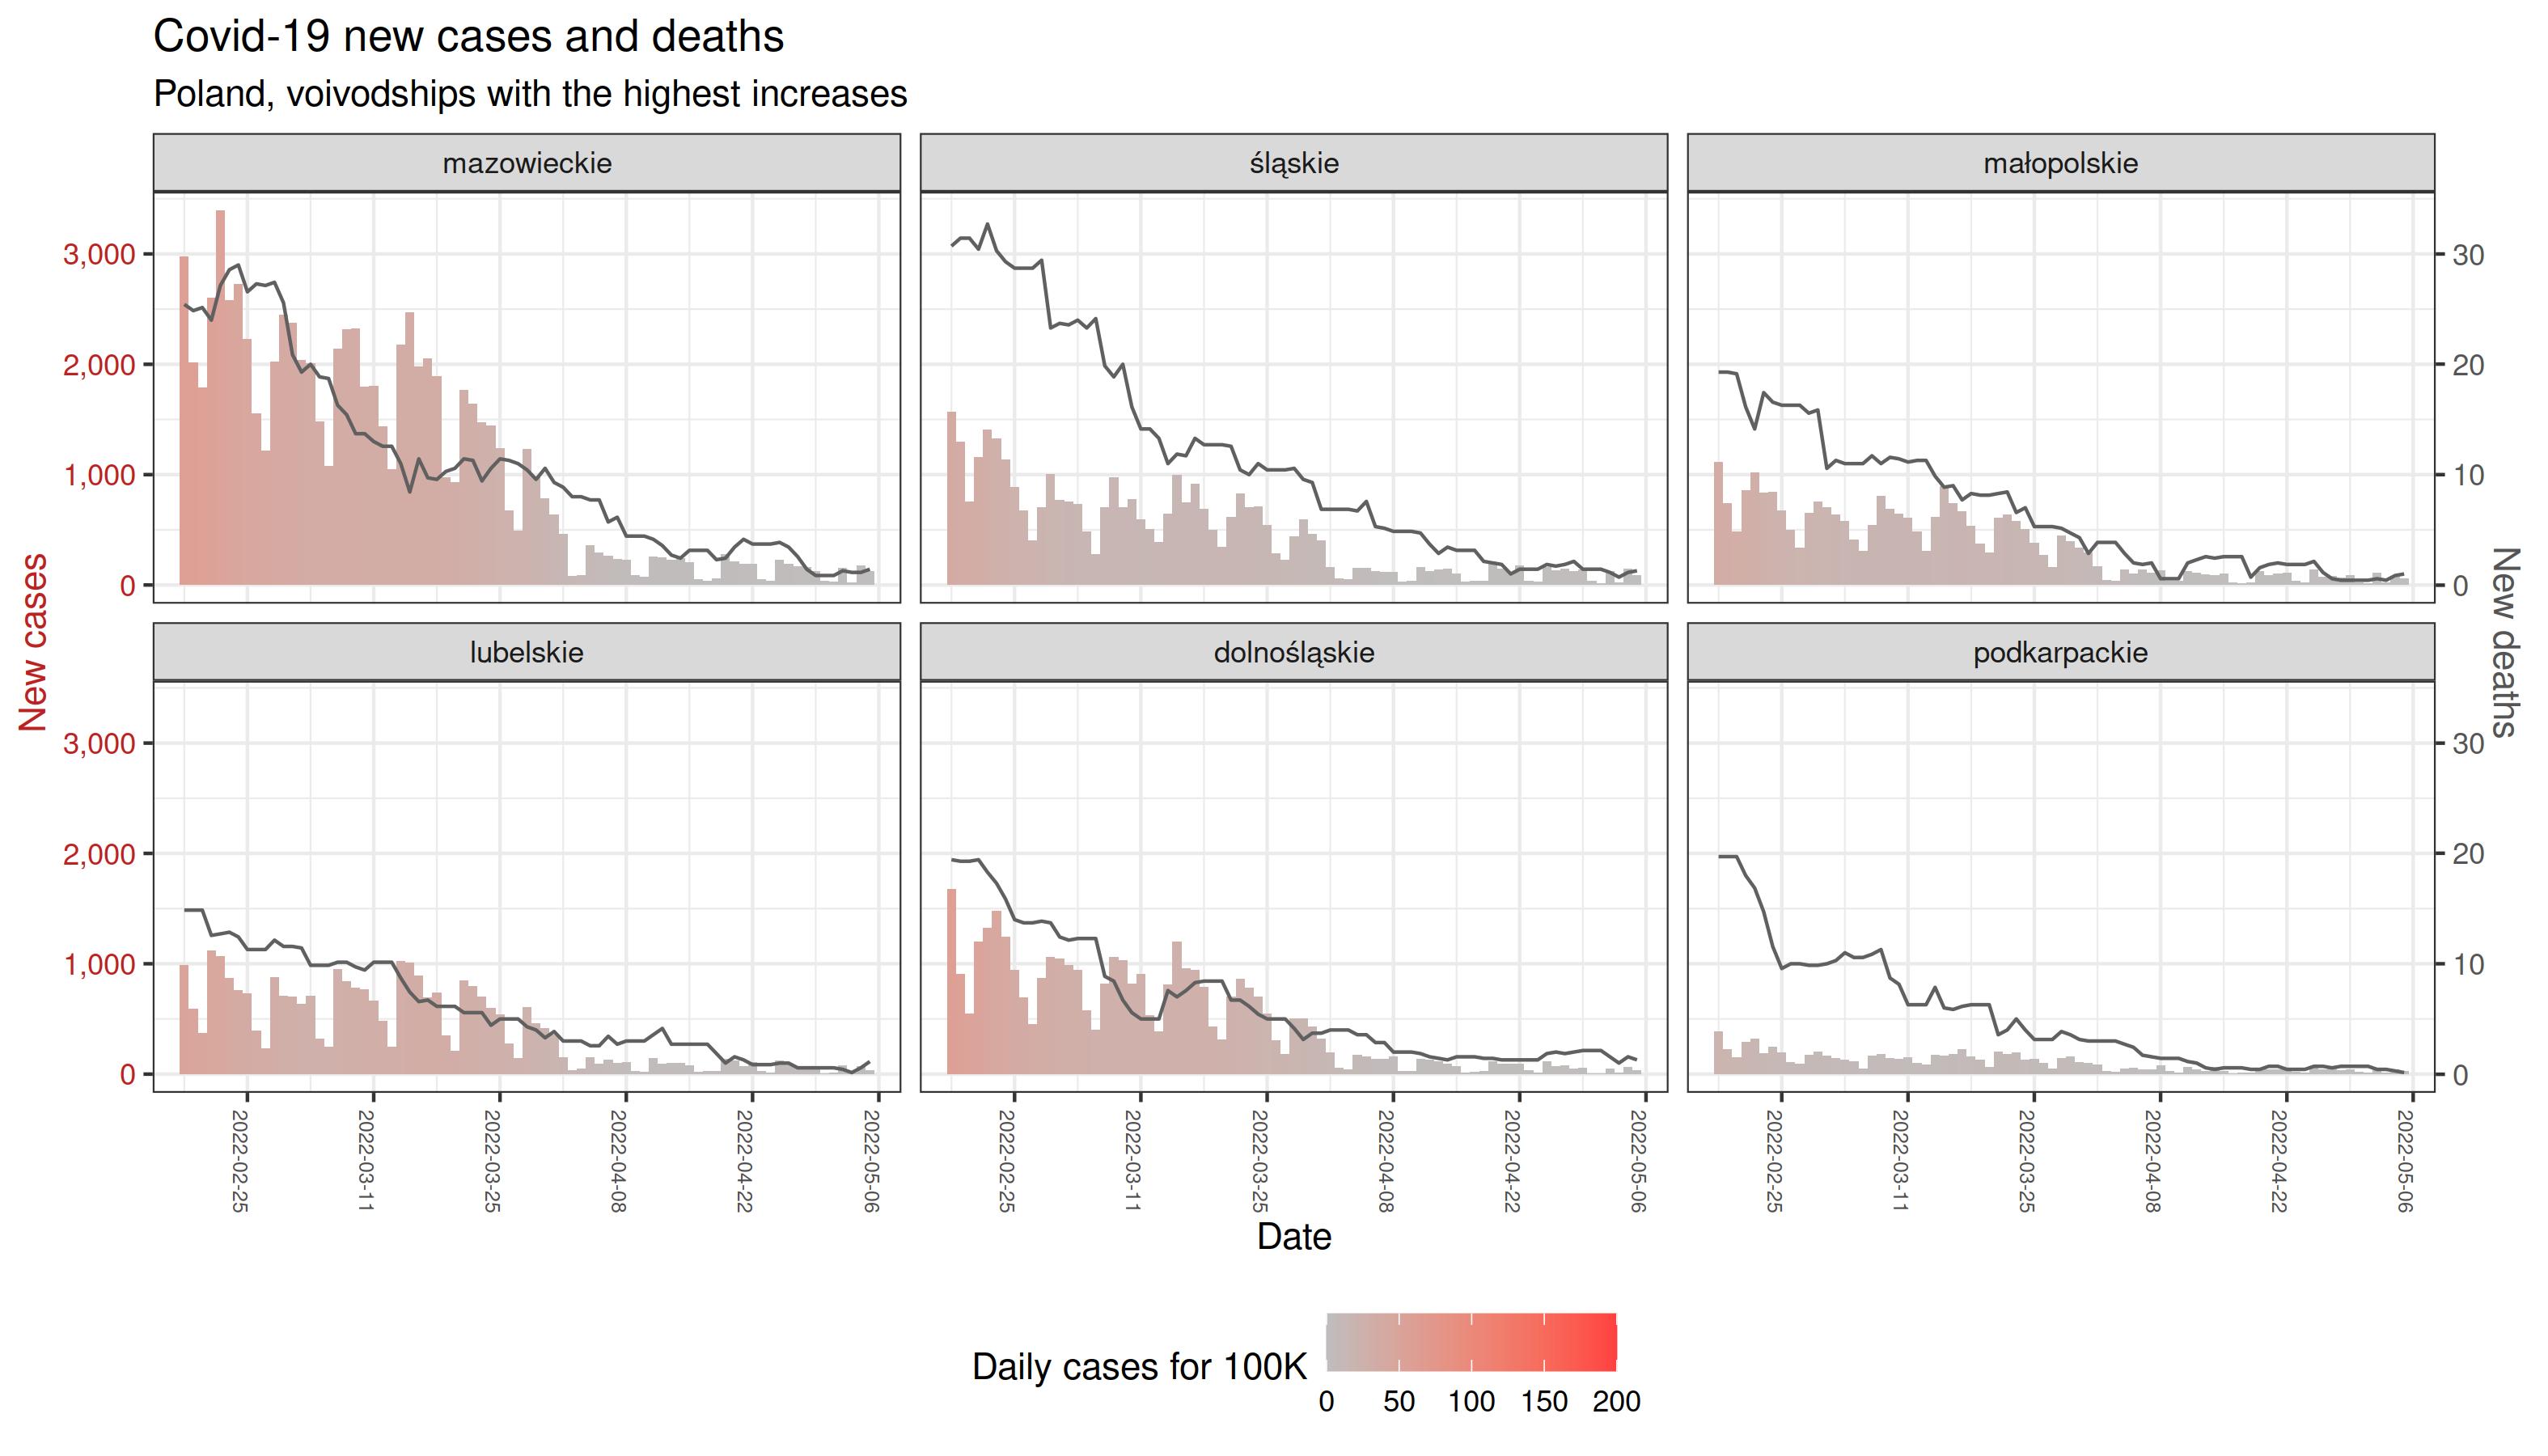 Covid-19 new cases and deaths
Poland, voivodships with the highest increases
mazowieckie
śląskie
małopolskie
3,000
2,000
1,000
0
30
20
10
0
New cases
New deaths
lubelskie
dolnośląskie
podkarpackie
3,000
2,000
1,000
0
30
20
10
0
2022-02-25
2022-03-11
2022-03-25
2022-04-08
2022-04-22
2022-05-06
2022-02-25
2022-03-11
2022-03-25
2022-04-08
2022-04-22
2022-05-06
2022-02-25
2022-03-11
2022-03-25
2022-04-08
2022-04-22
2022-05-06
Date
Daily cases for 100K
0 50 100 150 200